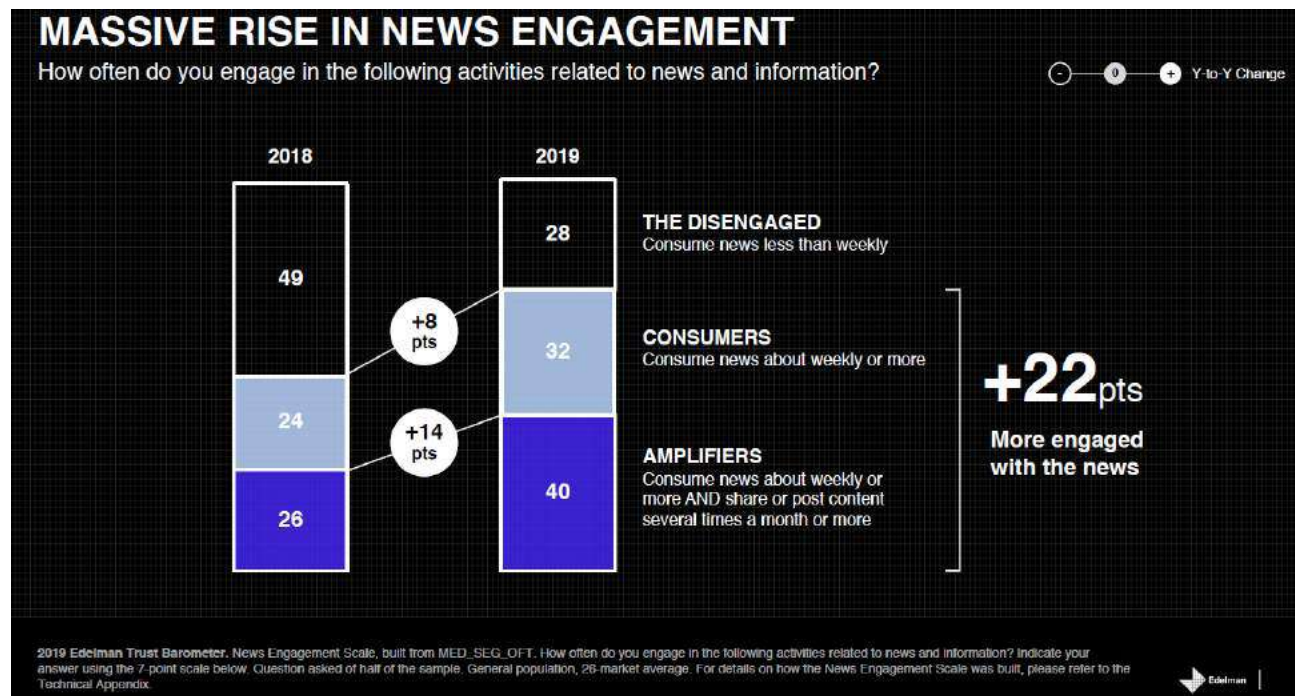 MASSIVE RISE IN NEWS ENGAGEMENT
How often do you engage in the following activities related to news and information?
- 0 + Y-to-Y Change
2018
2019
49
24
26
+8
pts
+14
pts
28
32
40
THE DISENGAGED
Consume news less than weekly
CONSUMERS
Consume news about weekly or more
AMPLIFIERS
Consume news about weekly or
more AND share or post content
several times a month or more
+22pts
More engaged
with the news
2019 Edelman Trust Barometer. News Engagement Scale, built from MED_SEG_OFT. How often do you engage in the following activities related to news and information? Indicate your
answer using the 7-point scale below. Question asked of half of the sample. General population, 26-market average. For details on how the News Engagement Scale was built, please refer to the
Technical Appendix.
Edelman